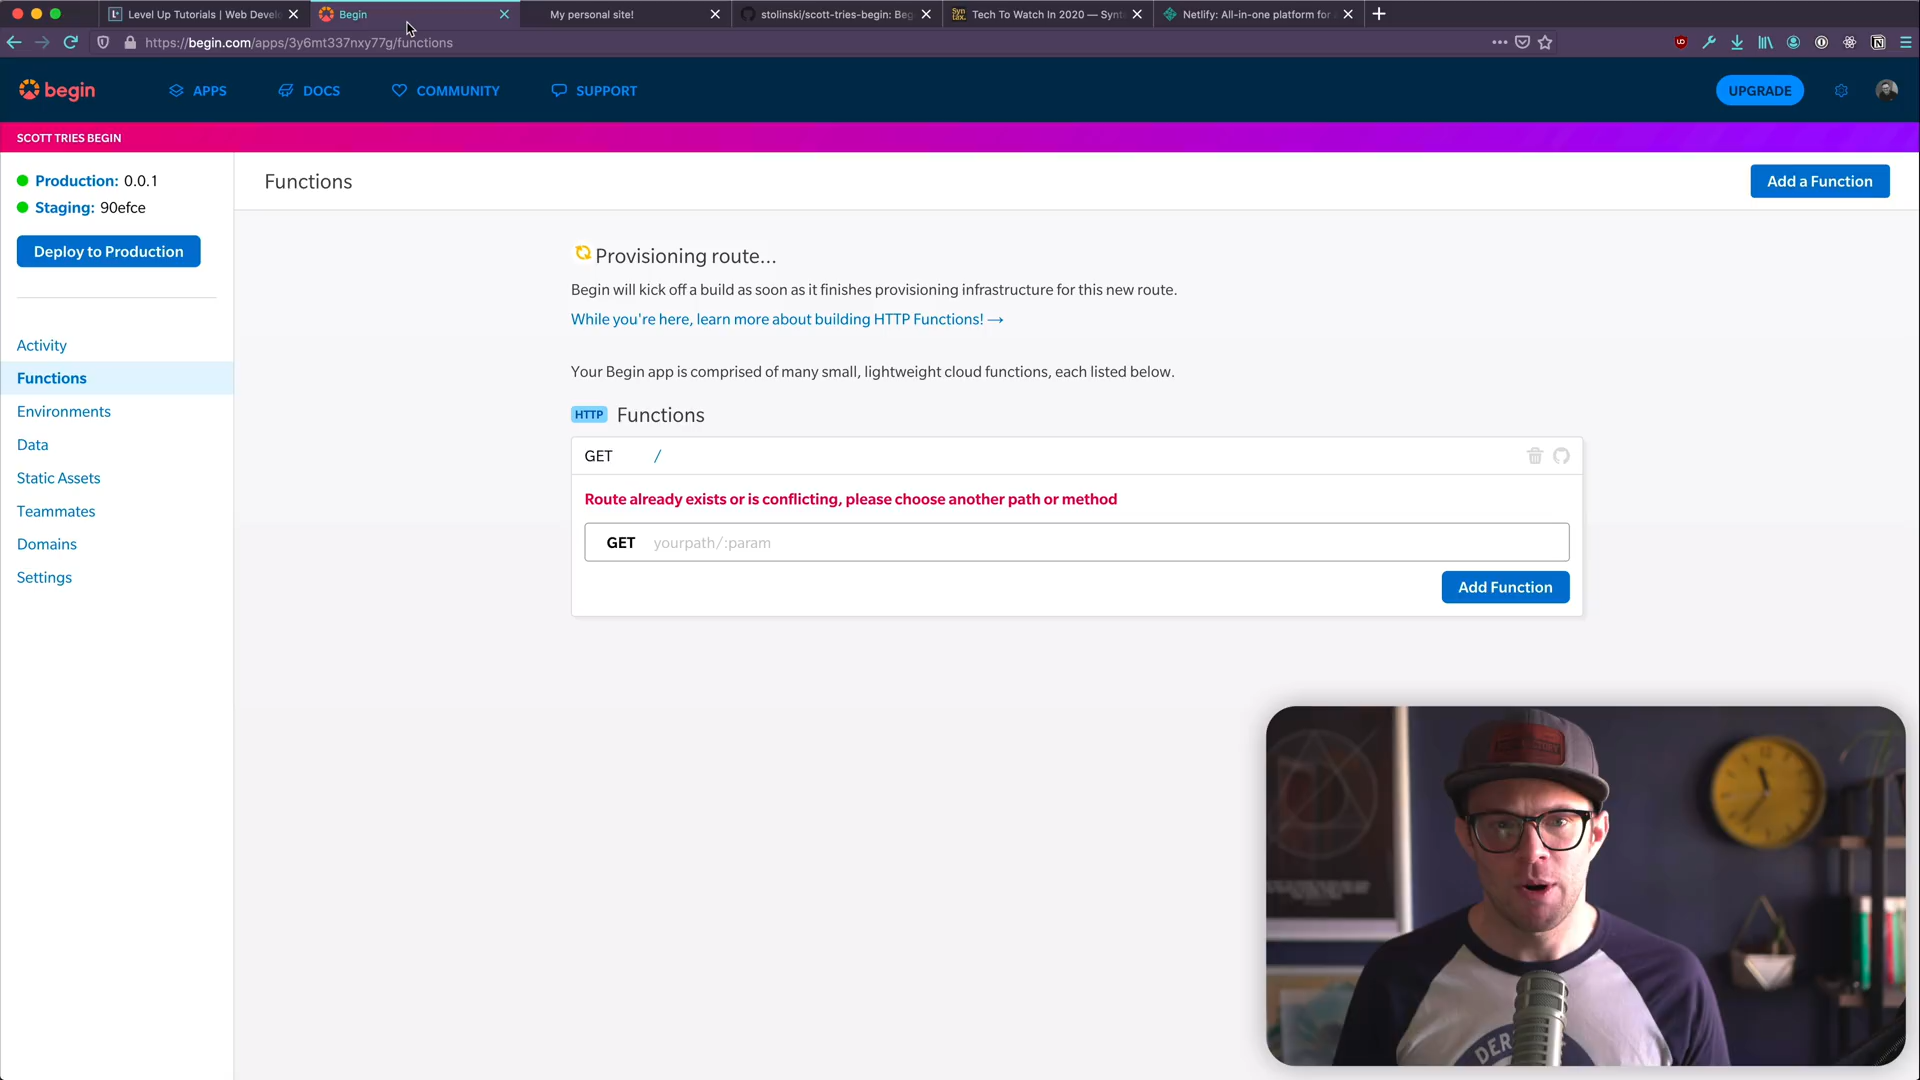 Level Up Tutorials | Web Devel
Begin
My personal site!
stolinski/scott-tries-begin: Beg
Tech To Watch In 2020 — Synt
Netlify: All-in-one platform for
https://begin.com/apps/3y6mt337nxy77g/functions
begin
APPS
DOCS
COMMUNITY
SUPPORT
UPGRADE
SCOTT TRIES BEGIN
Production: 0.0.1
Staging: 90efce
Deploy to Production
Activity
Functions
Environments
Data
Static Assets
Teammates
Domains
Settings
Functions
Add a Function
Provisioning route...
Begin will kick off a build as soon as it finishes provisioning infrastructure for this new route.
While you're here, learn more about building HTTP Functions! →
Your Begin app is comprised of many small, lightweight cloud functions, each listed below.
HTTP Functions
GET /
Route already exists or is conflicting, please choose another path or method
GET yourpath/:param
Add Function